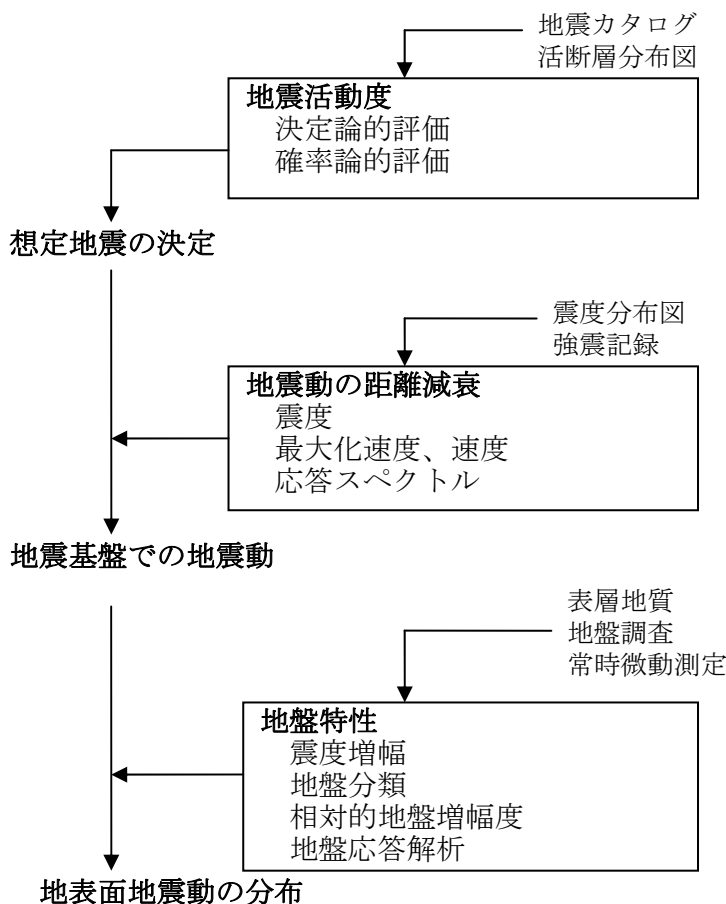 地震カタログ
活断層分布図
地震活動度
決定論的評価
確率論的評価
想定地震の決定
震度分布図
強震記録
地震動の距離減衰
震度
最大化速度、速度
応答スペクトル
地震基盤での地震動
表層地質
地盤調査
常時微動測定
地盤特性
震度増幅
地盤分類
相対的地盤増幅度
地盤応答解析
地表面地震動の分布